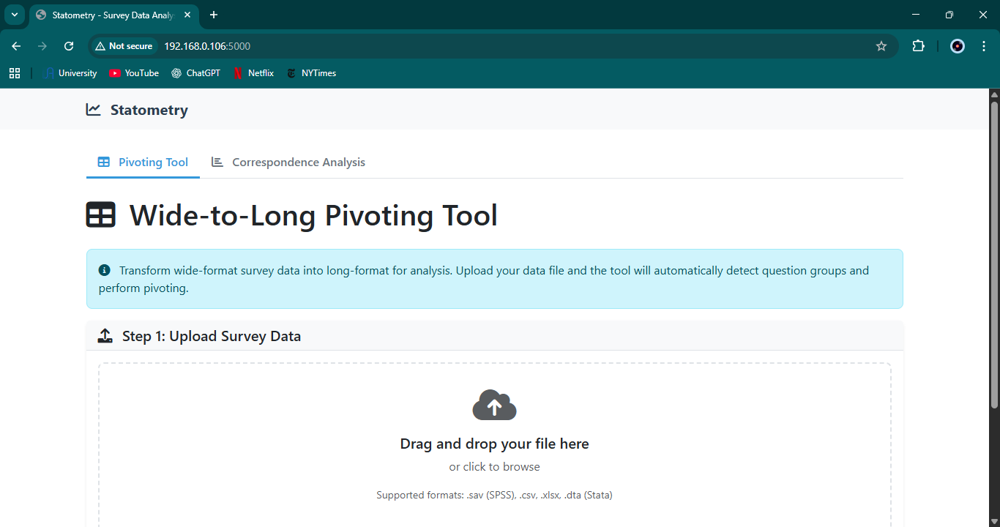 Statometry - Survey Data Analy
Not secure
192.168.0.106:5000
University
YouTube
ChatGPT
Netflix
NYTimes
Statometry
Pivoting Tool
Correspondence Analysis
Wide-to-Long Pivoting Tool
Transform wide-format survey data into long-format for analysis. Upload your data file and the tool will automatically detect question groups and
perform pivoting.
Step 1: Upload Survey Data
Drag and drop your file here
or click to browse
Supported formats: .sav (SPSS), .csv, .xlsx, .dta (Stata)